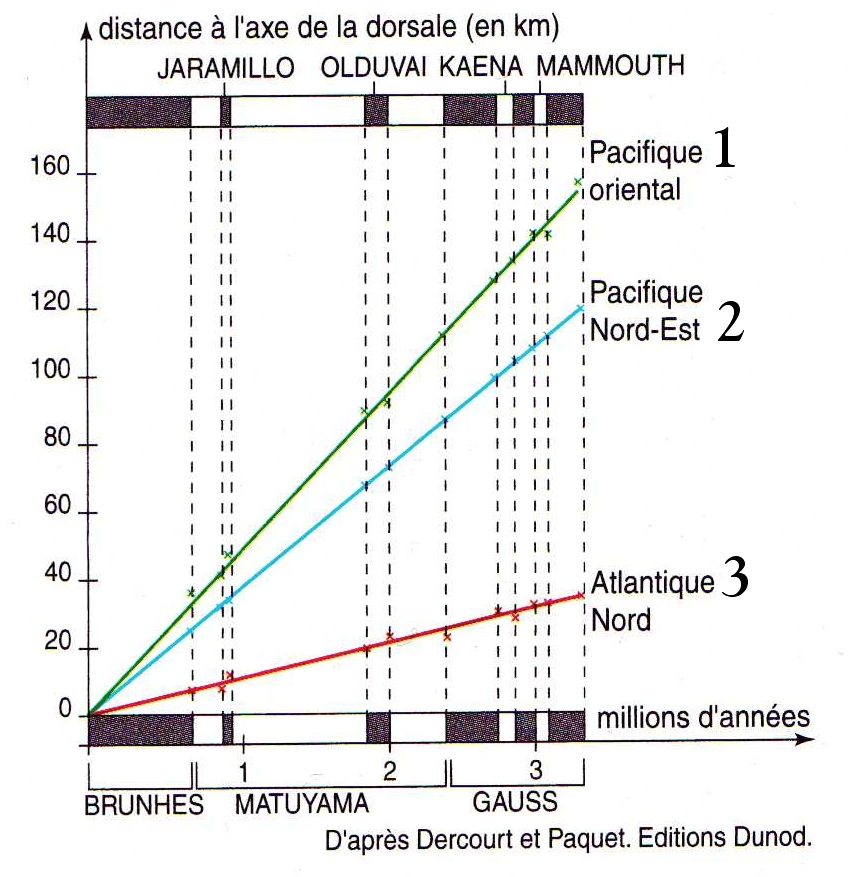 distance à l'axe de la dorsale (en km)
JARAMILLO OLDUVAI KAENA MAMMOUTH
Pacifique 1
oriental
160
140
120
100
80
60
40
20
0
Pacifique
Nord-Est 2
Atlantique 3
Nord
millions d'années
1 2 3
BRUNHES MATUYAMA GAUSS
D'après Dercourt et Paquet. Editions Dunod.